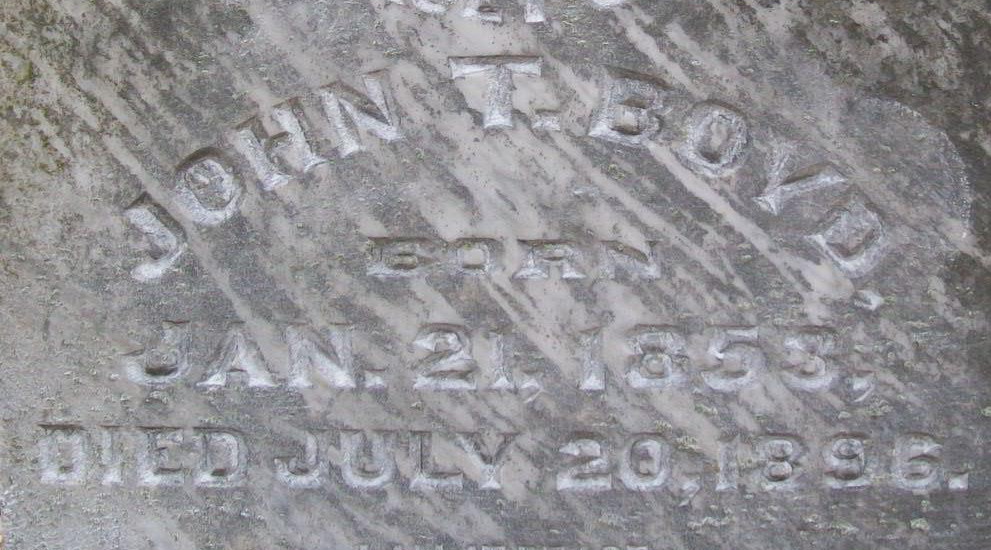 JOHN T. BOYD,
BORN
JAN. 21, 1853,
DIED JULY 20, 1896.